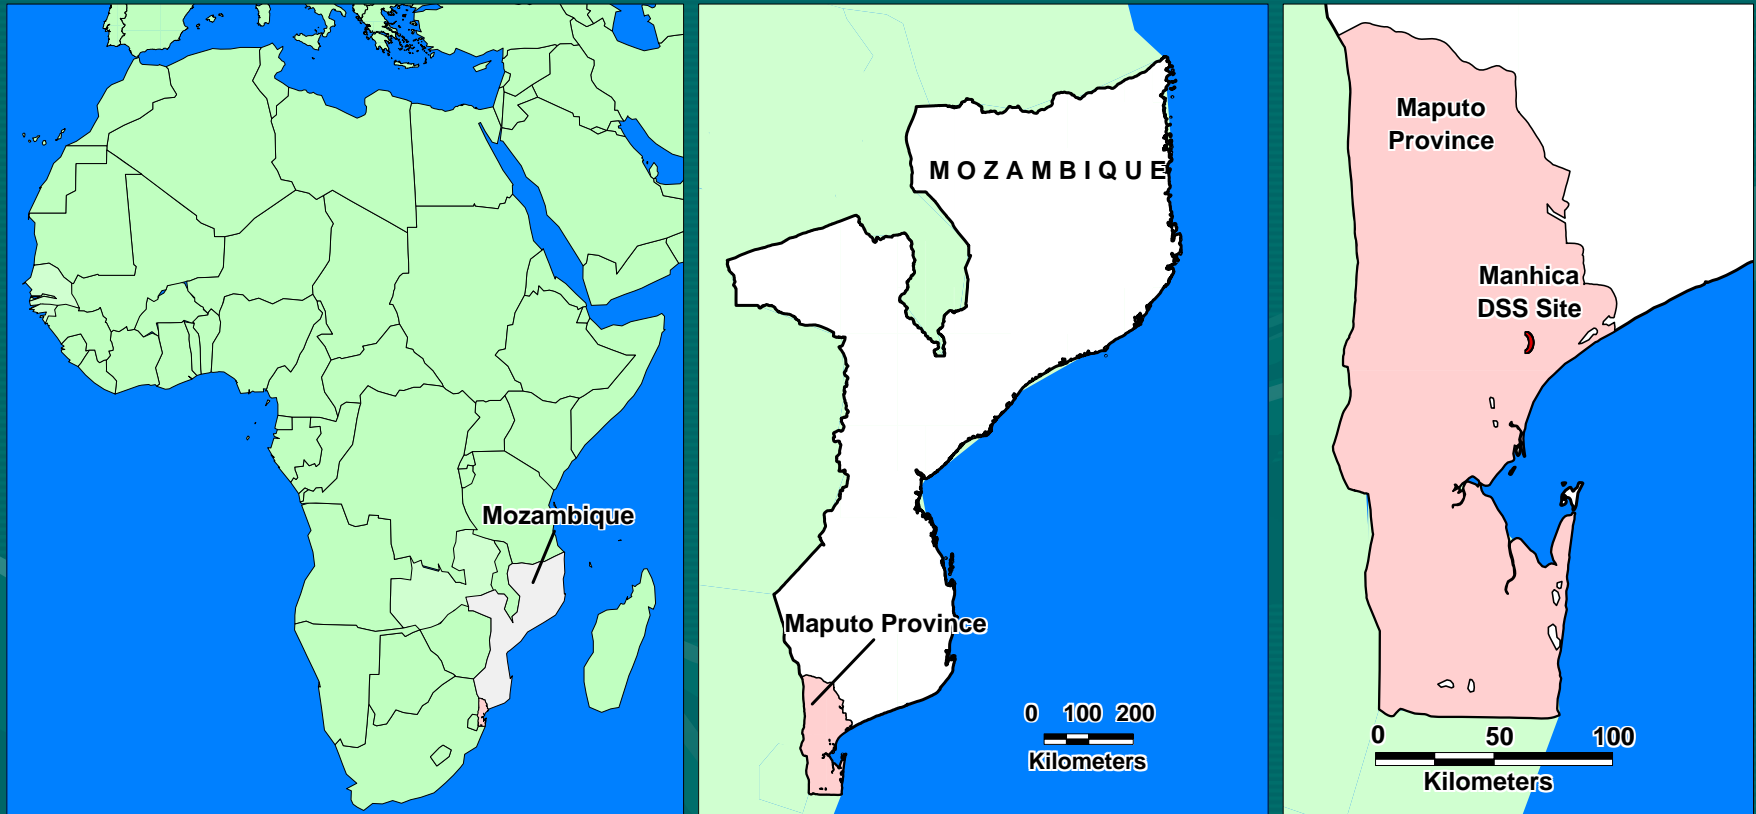 Mozambique
MOZAMBIQUE
Maputo Province
0 100 200
Kilometers
Maputo
Province
Manhica
DSS Site
0 50 100
Kilometers